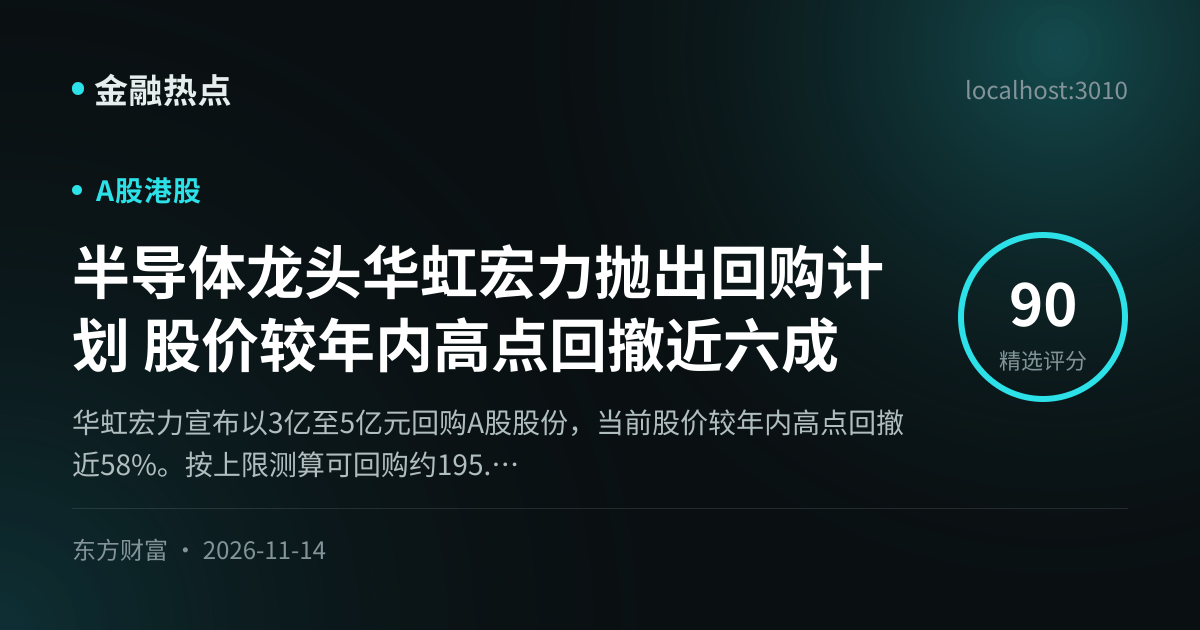 金融热点
localhost:3010
A股港股
半导体龙头华虹宏力抛出回购计
划 股价较年内高点回撤近六成
90
精选评分
华虹宏力宣布以3亿至5亿元回购A股股份，当前股价较年内高点回撤
近58%。按上限测算可回购约195.…
东方财富 · 2026-11-14